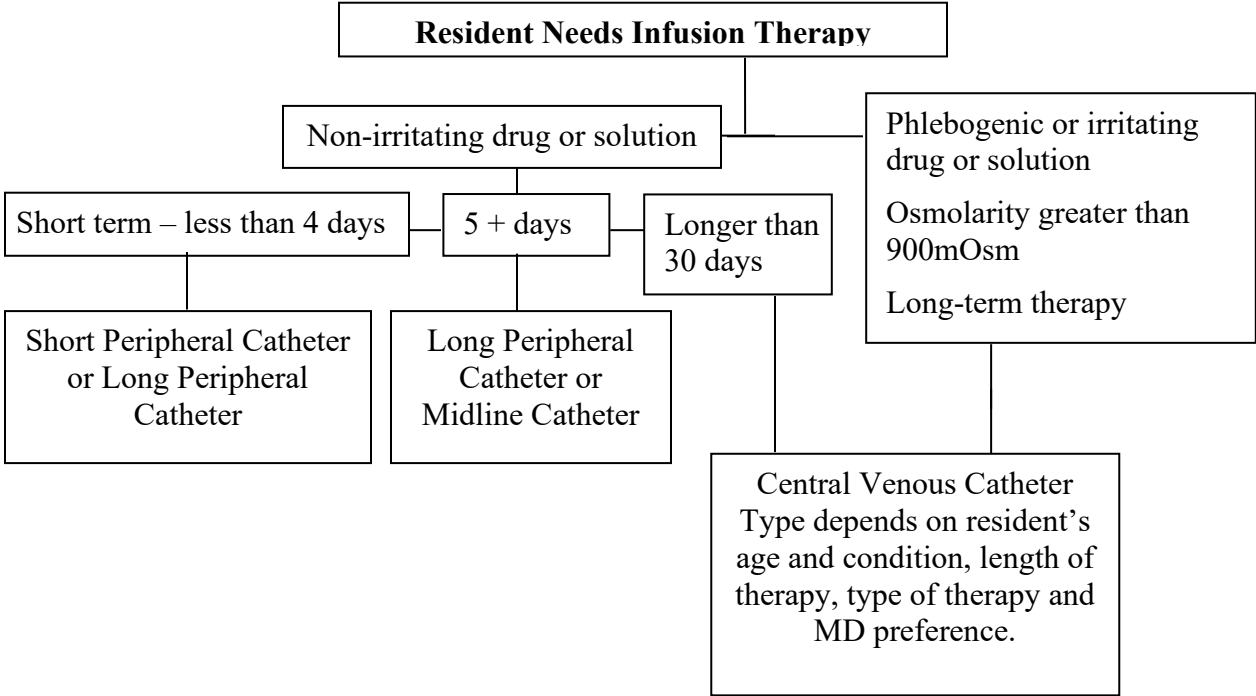 Resident Needs Infusion Therapy
Non-irritating drug or solution
Phlebogenic or irritating
drug or solution
Osmolarity greater than
900mOsm
Long-term therapy
Short term – less than 4 days
5 + days
Longer than
30 days
Short Peripheral Catheter
or Long Peripheral
Catheter
Long Peripheral
Catheter or
Midline Catheter
Central Venous Catheter
Type depends on resident’s
age and condition, length of
therapy, type of therapy and
MD preference.